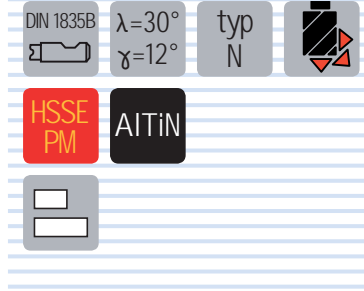 DIN 1835B
λ=30°
γ=12°
typ
N
HSSE
PM
AlTiN